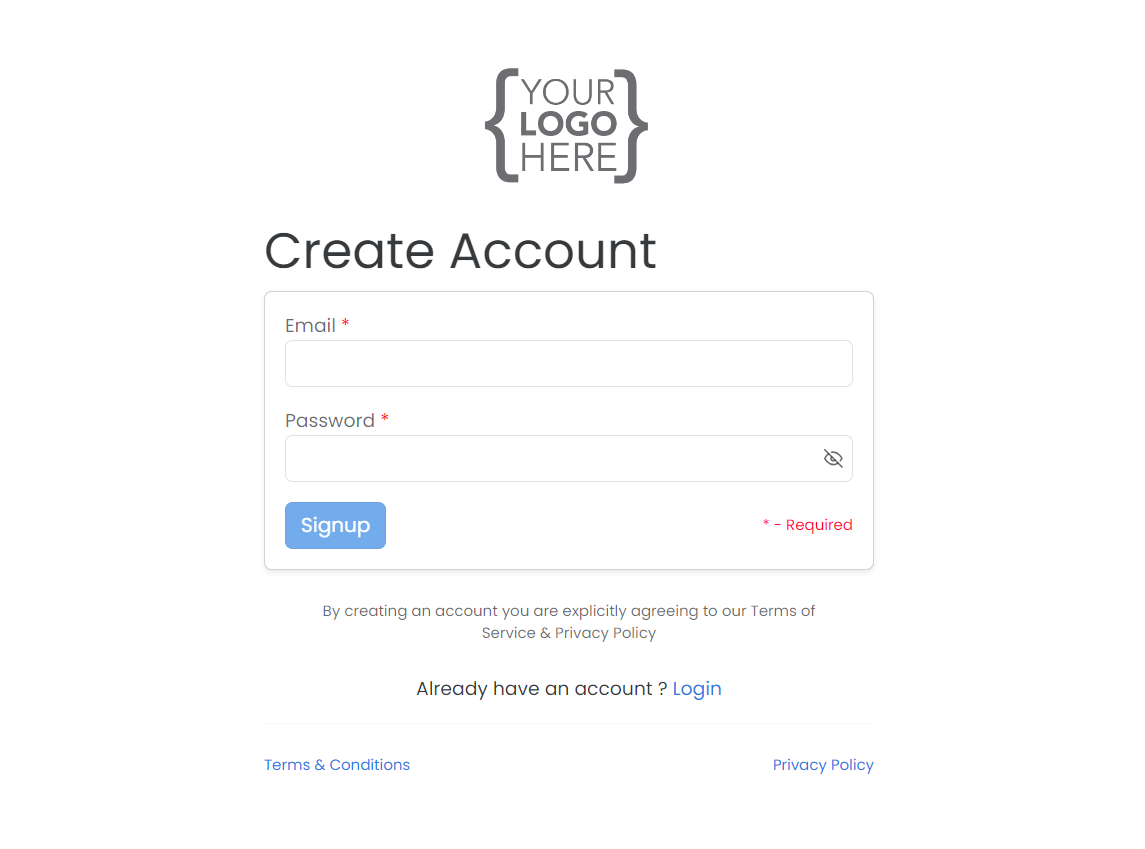 {YOUR
LOGO
HERE}
Create Account
Email *
Password *
Signup
* - Required
By creating an account you are explicitly agreeing to our Terms of
Service & Privacy Policy
Already have an account ? Login
Terms & Conditions
Privacy Policy